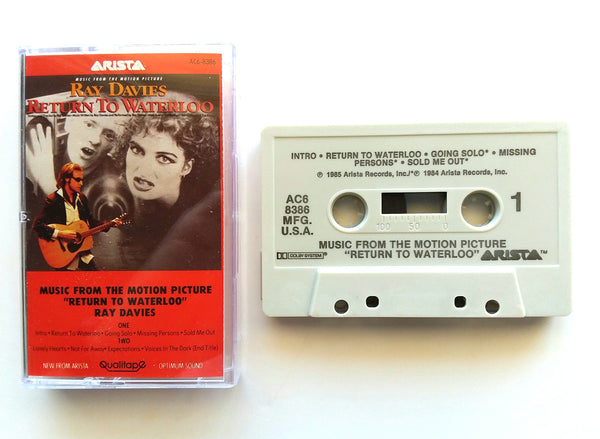 ARISTA
AC6-8386
MUSIC FROM THE MOTION PICTURE
RAY DAVIES
RETURN TO WATERLOO
MUSIC FROM THE MOTION PICTURE
"RETURN TO WATERLOO"
RAY DAVIES
ONE
Intro • Return To Waterloo • Going Solo • Missing Persons • Sold Me Out
TWO
Lonely Hearts • Not Far Away • Expectations • Voices In The Dark (End Title)
NEW FROM ARISTA
Qualitape
OPTIMUM SOUND
INTRO • RETURN TO WATERLOO • GOING SOLO* • MISSING
PERSONS* • SOLD ME OUT*
℗ 1985 Arista Records, Inc./*℗ 1984 Arista Records, Inc.
AC6
8386
MFG.
U.S.A.
100 50 0
1
MUSIC FROM THE MOTION PICTURE
DOLBY SYSTEM "RETURN TO WATERLOO" ARISTA™